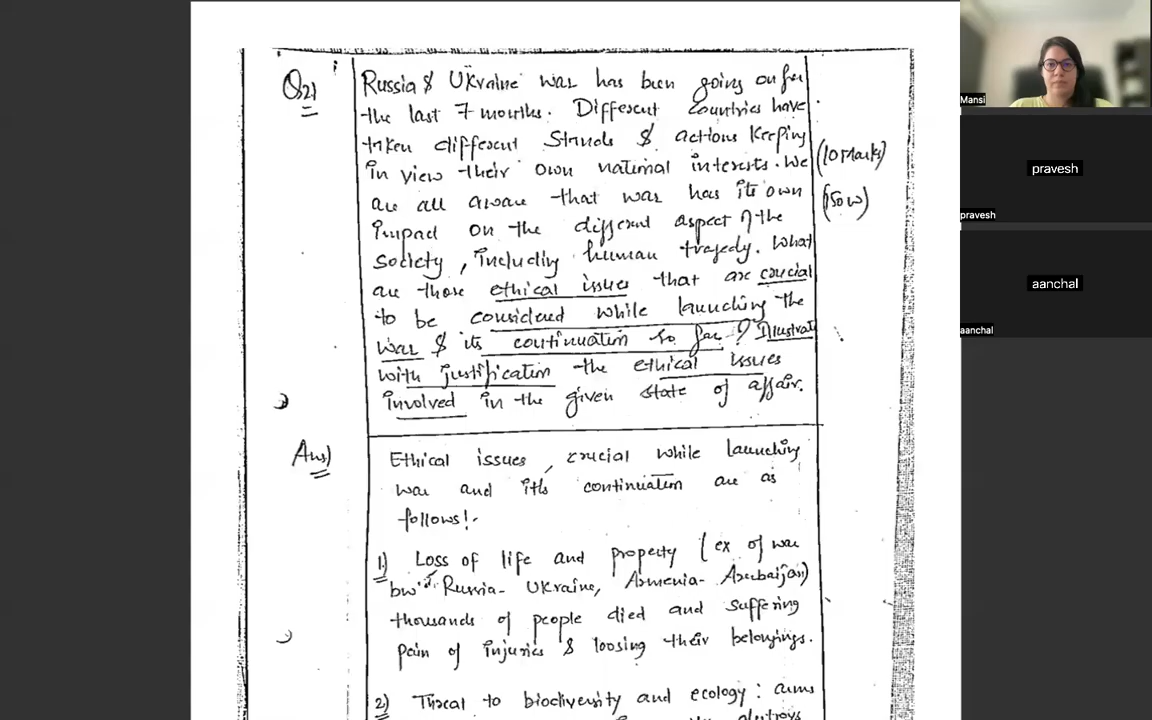 Q2)
Russia & Ukraine war has been going on for
the last 7 months. Different countries have
taken different stands & actions keeping
in view their own national interests. We
are all aware that war has its own
impact on the different aspect of the
society, including human tragedy. What
are those ethical issues that are crucial
to be considered while launching the
war & its continuation so far? Illustrate
with justification the ethical issues
involved in the given state of affair.
(10 Marks)
(150 w)
Ans)
Ethical issues, crucial while launching
war and its continuation are as
follows!-
1) Loss of life and property (ex of war
bw Russia-Ukraine, Armenia-Azerbaijan)
thousands of people died and suffering
pain of injuries & loosing their belongings.
2) Threat to biodiversity and ecology: arms
Mansi
pravesh
pravesh
aanchal
aanchal